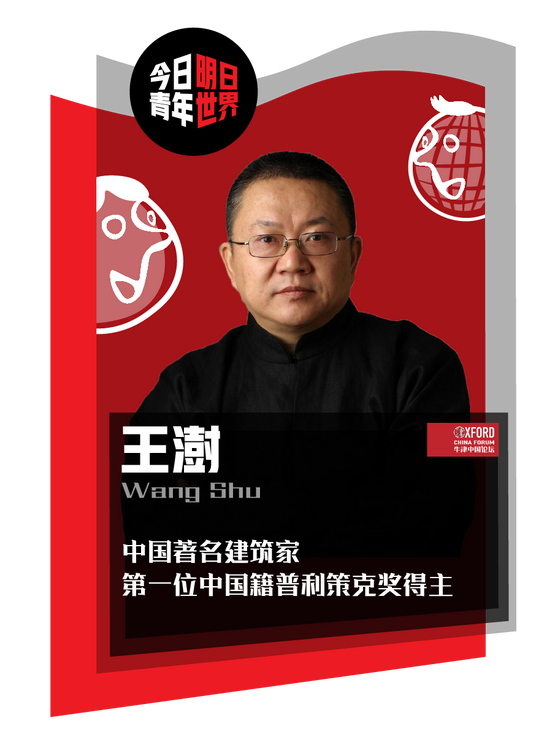 今日明日
青年世界
王澍
Wang Shu
OXFORD
CHINA FORUM
牛津中国论坛
中国著名建筑家
第一位中国籍普利策克奖得主